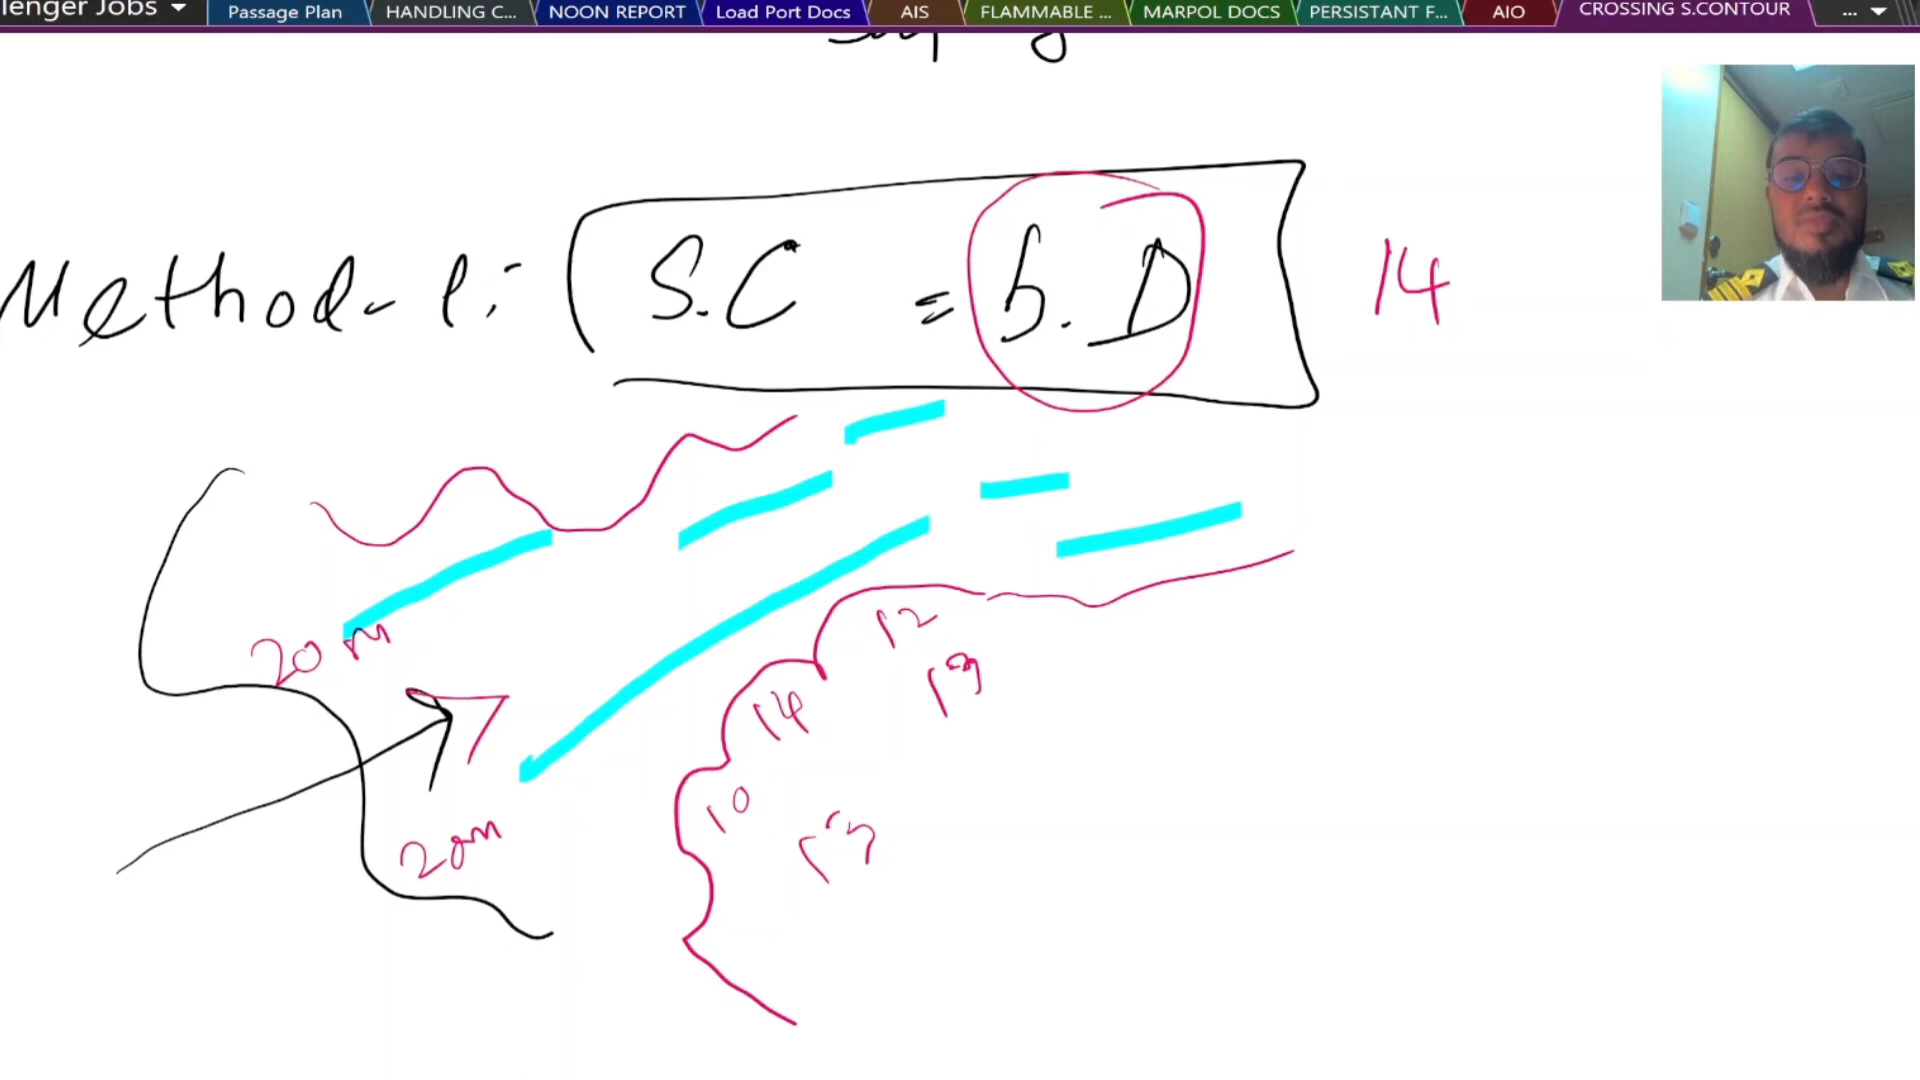 lenger Jobs
Passage Plan
HANDLING C...
NOON REPORT
Load Port Docs
AIS
FLAMMABLE ...
MARPOL DOCS
PERSISTANT F...
AIO
CROSSING S.CONTOUR
...
Method-1: S.C = S.D 14
20 m
12
14
10
20m